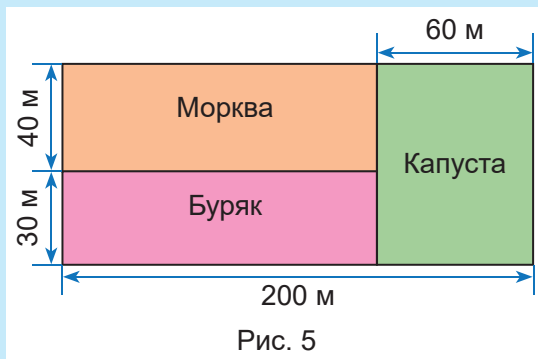 60 м
Морква
40 м
Капуста
Буряк
30 м
200 м
Рис. 5